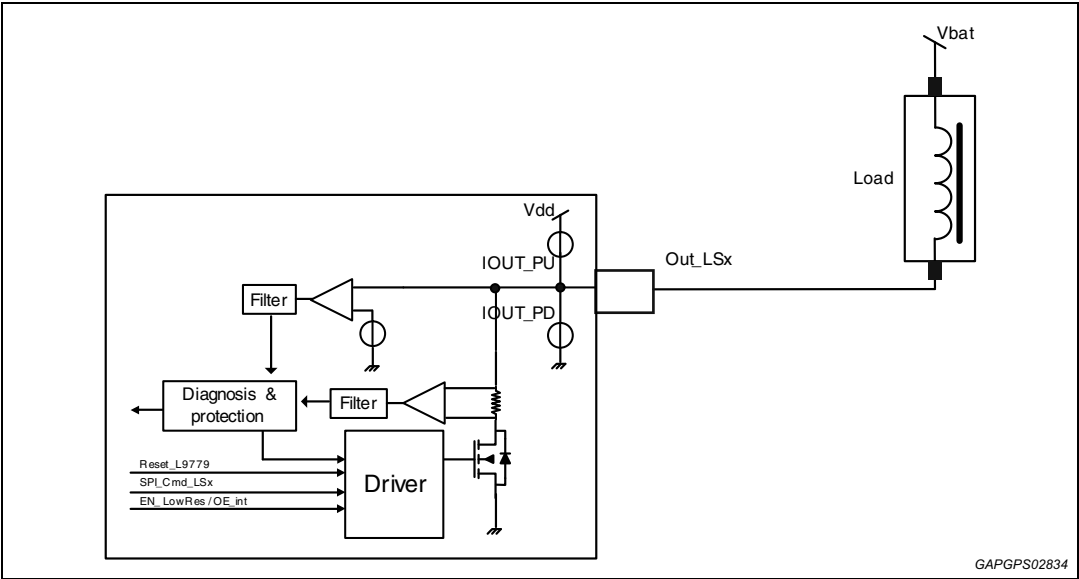 Vbat
Load
Vdd
IOUT_PU
Out_LSx
IOUT_PD
Filter
Diagnosis &
protection
Filter
Reset_L9779
SPI_Cmd_LSx
EN_LowRes / OE_int
Driver
GAPGPS02834